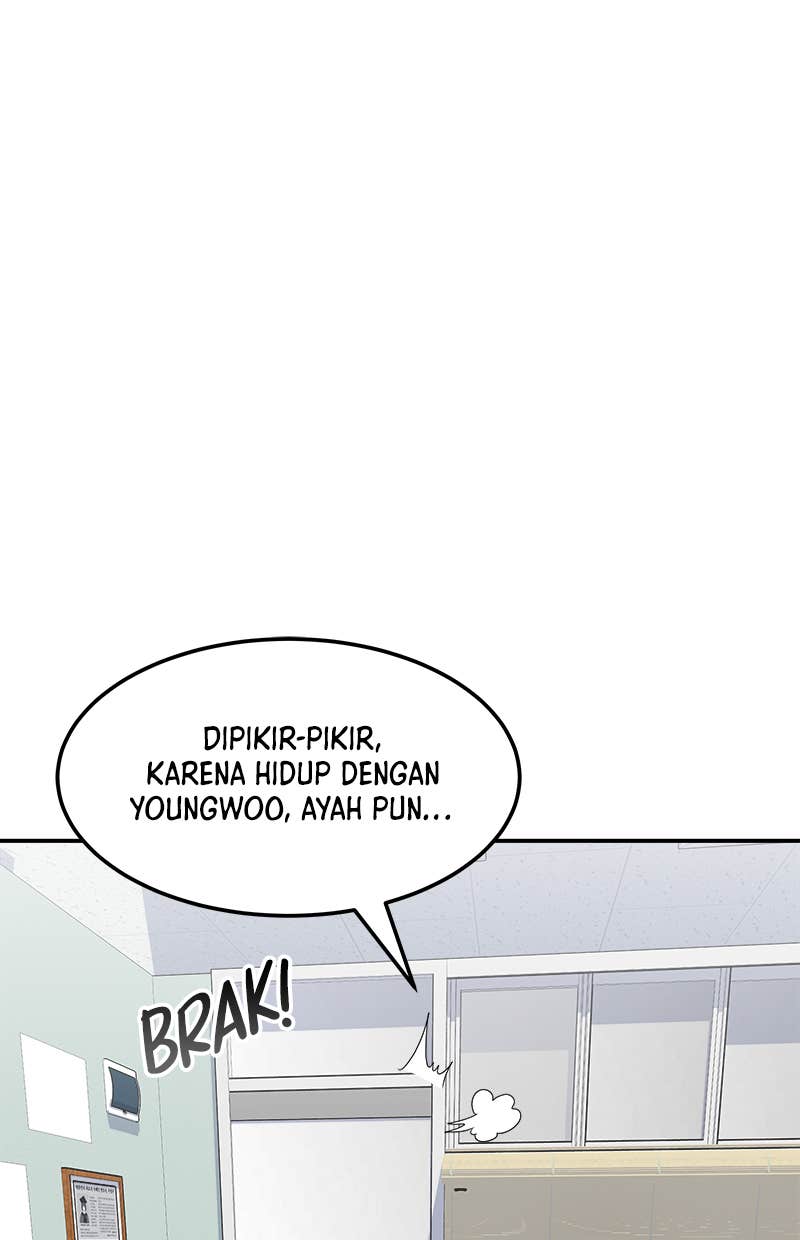 DIPIKIR-PIKIR,
KARENA HIDUP DENGAN
YOUNGWOO, AYAH PUN...
BRAK!